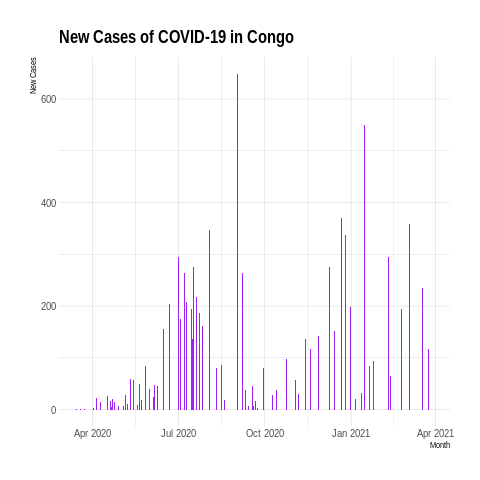 New Cases of COVID-19 in Congo
New Cases
600
400
200
0
Apr 2020
Jul 2020
Oct 2020
Jan 2021
Apr 2021
Month